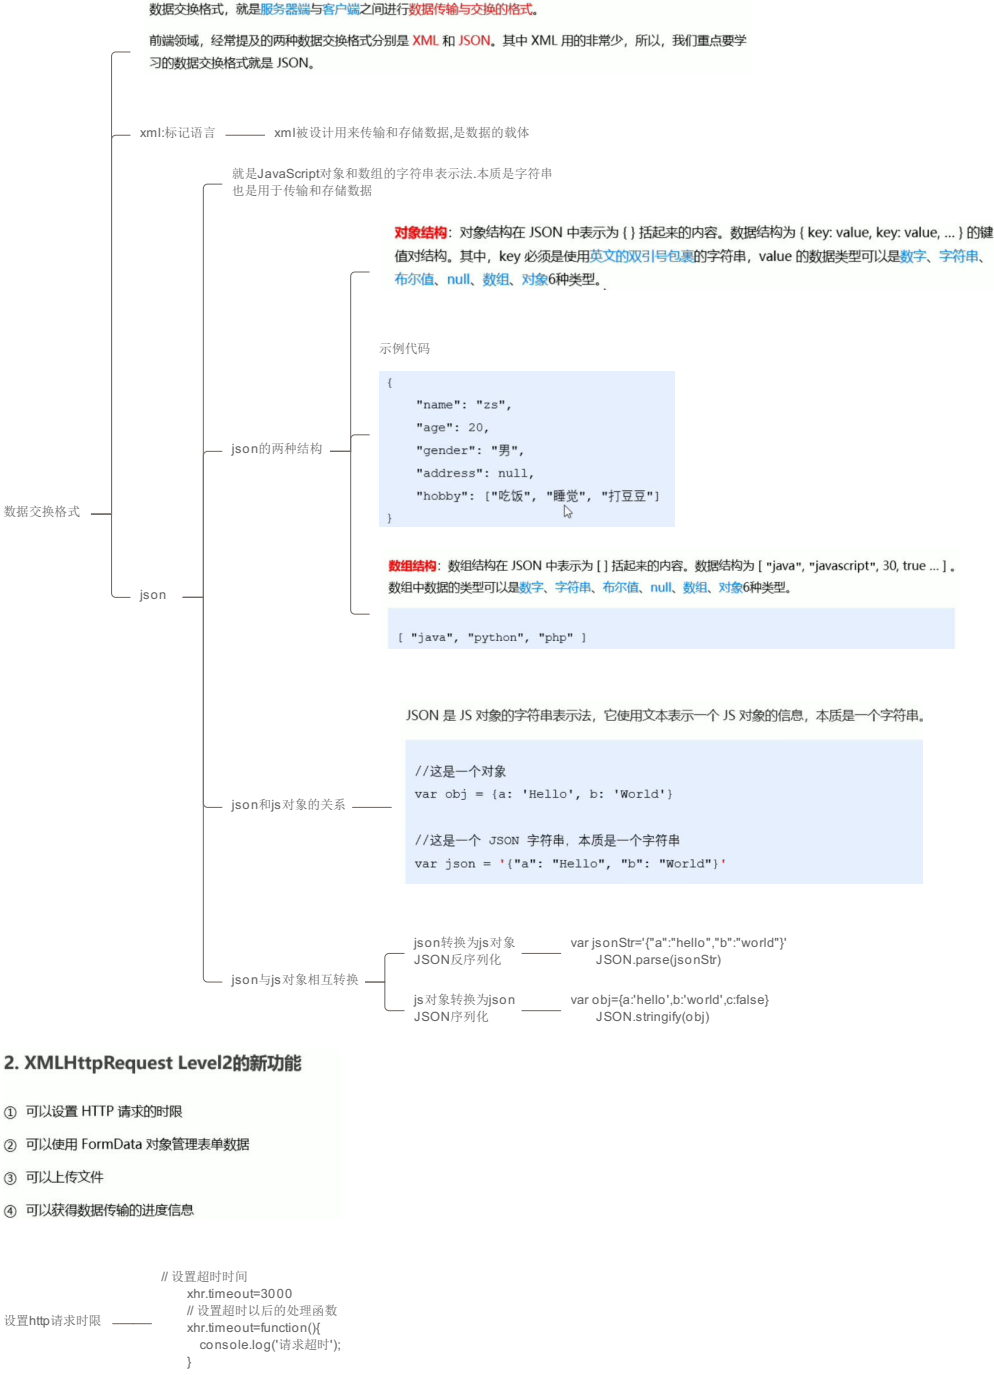 数据交换格式，就是服务器端与客户端之间进行数据传输与交换的格式。
前端领域，经常提及的两种数据交换格式分别是 XML 和 JSON。其中 XML 用的非常少，所以，我们重点要学
习的数据交换格式就是 JSON。
xml:标记语言
xml被设计用来传输和存储数据,是数据的载体
就是JavaScript对象和数组的字符串表示法.本质是字符串
也是用于传输和存储数据
对象结构：对象结构在 JSON 中表示为 { } 括起来的内容。数据结构为 { key: value, key: value, … } 的键
值对结构。其中，key 必须是使用英文的双引号包裹的字符串，value 的数据类型可以是数字、字符串、
布尔值、null、数组、对象6种类型。
示例代码
{
"name": "zs",
"age": 20,
"gender": "男",
"address": null,
"hobby": ["吃饭", "睡觉", "打豆豆"]
}
json的两种结构
数据交换格式
json
数组结构：数组结构在 JSON 中表示为 [ ] 括起来的内容。数据结构为 [ "java", "javascript", 30, true … ] 。
数组中数据的类型可以是数字、字符串、布尔值、null、数组、对象6种类型。
[ "java", "python", "php" ]
JSON 是 JS 对象的字符串表示法，它使用文本表示一个 JS 对象的信息，本质是一个字符串。
//这是一个对象
var obj = {a: 'Hello', b: 'World'}
//这是一个 JSON 字符串，本质是一个字符串
var json = '{"a": "Hello", "b": "World"}'
json和js对象的关系
json与js对象相互转换
json转换为js对象
JSON反序列化
var jsonStr='{"a":"hello","b":"world"}'
JSON.parse(jsonStr)
js对象转换为json
JSON序列化
var obj={a:'hello',b:'world',c:false}
JSON.stringify(obj)
2. XMLHttpRequest Level2的新功能
① 可以设置 HTTP 请求的时限
② 可以使用 FormData 对象管理表单数据
③ 可以上传文件
④ 可以获得数据传输的进度信息
设置http请求时限
// 设置超时时间
xhr.timeout=3000
// 设置超时以后的处理函数
xhr.timeout=function(){
console.log('请求超时');
}